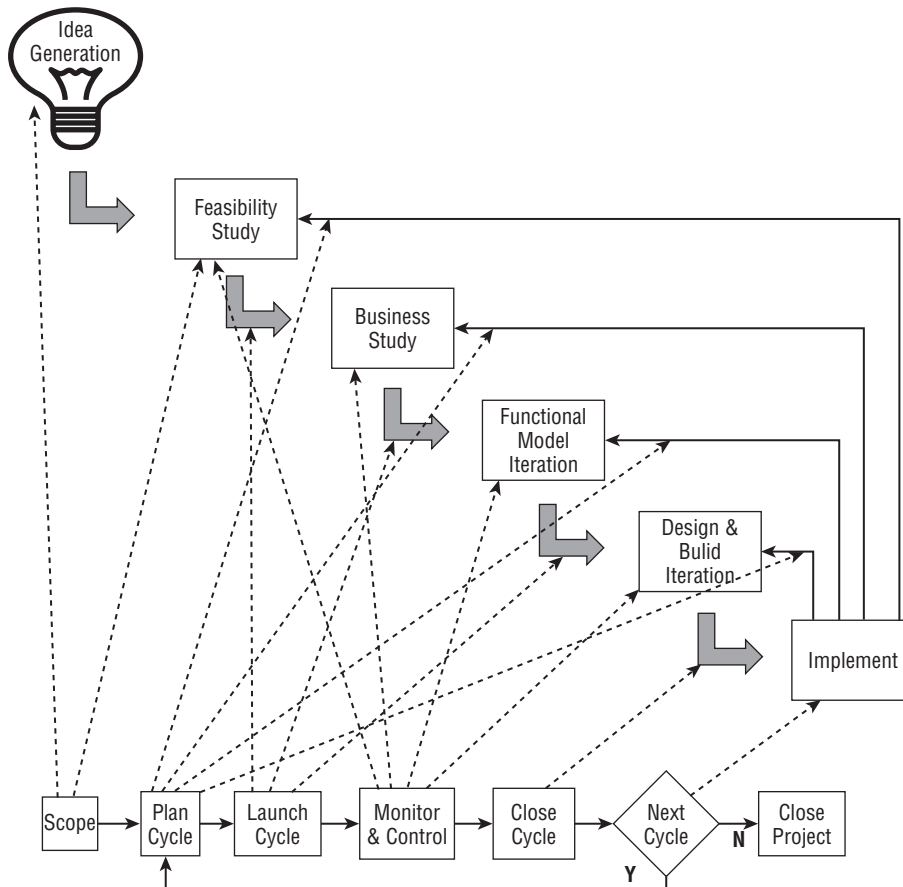 Idea
Generation
Feasibility
Study
Business
Study
Functional
Model
Iteration
Design &
Bulid
Iteration
Implement
Scope
Plan
Cycle
Launch
Cycle
Monitor
& Control
Close
Cycle
Next
Cycle
N
Close
Project
Y